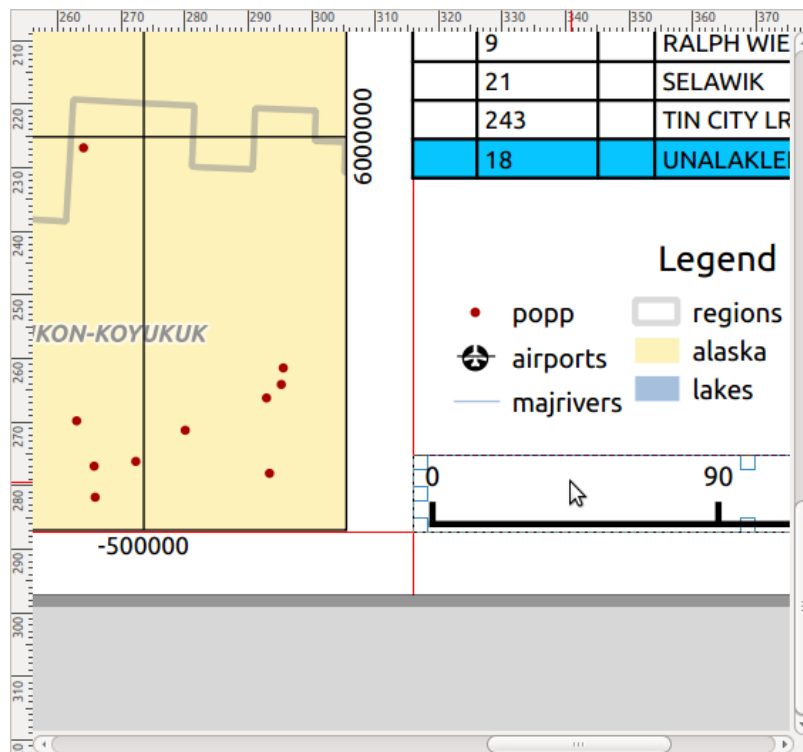 260 270 280 290 300 310 320 330 340 350 360 370
210
220
230
240
250
260
270
280
290
300
310
0
9 RALPH WIE
21 SELAWIK
243 TIN CITY LR
18 UNALAKLE
6000000
KON-KOYUKUK
-500000
Legend
popp
airports
majrivers
regions
alaska
lakes
0 90